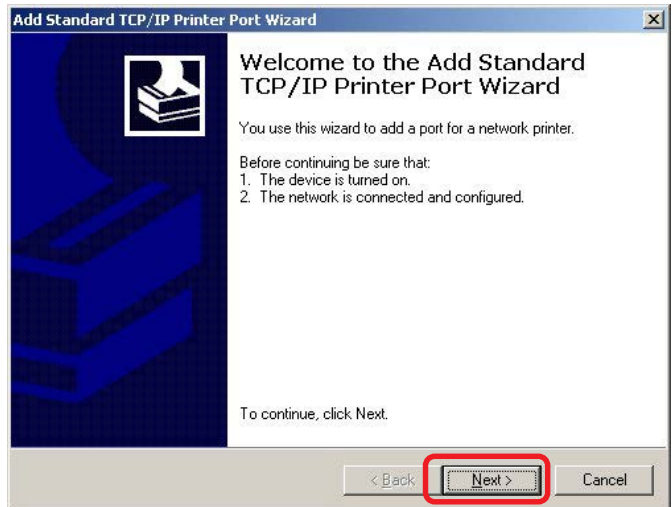 Add Standard TCP/IP Printer Port Wizard
Welcome to the Add Standard
TCP/IP Printer Port Wizard
You use this wizard to add a port for a network printer.
Before continuing be sure that:
1. The device is turned on.
2. The network is connected and configured.
To continue, click Next.
< Back Next > Cancel